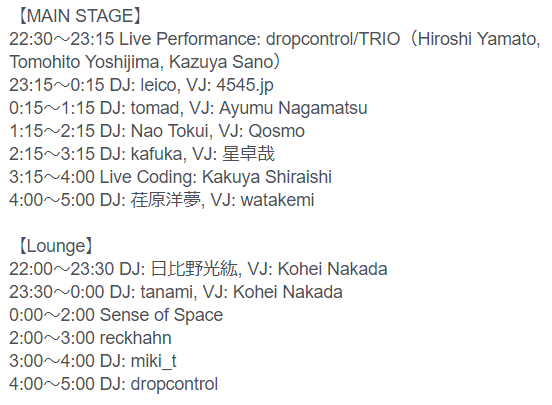 【MAIN STAGE】
22:30〜23:15 Live Performance: dropcontrol/TRIO（Hiroshi Yamato,
Tomohito Yoshijima, Kazuya Sano）
23:15〜0:15 DJ: leico, VJ: 4545.jp
0:15〜1:15 DJ: tomad, VJ: Ayumu Nagamatsu
1:15〜2:15 DJ: Nao Tokui, VJ: Qosmo
2:15〜3:15 DJ: kafuka, VJ: 星卓哉
3:15〜4:00 Live Coding: Kakuya Shiraishi
4:00〜5:00 DJ: 荏原洋夢, VJ: watakemi
【Lounge】
22:00〜23:30 DJ: 日比野光紘, VJ: Kohei Nakada
23:30〜0:00 DJ: tanami, VJ: Kohei Nakada
0:00〜2:00 Sense of Space
2:00〜3:00 reckhahn
3:00〜4:00 DJ: miki_t
4:00〜5:00 DJ: dropcontrol